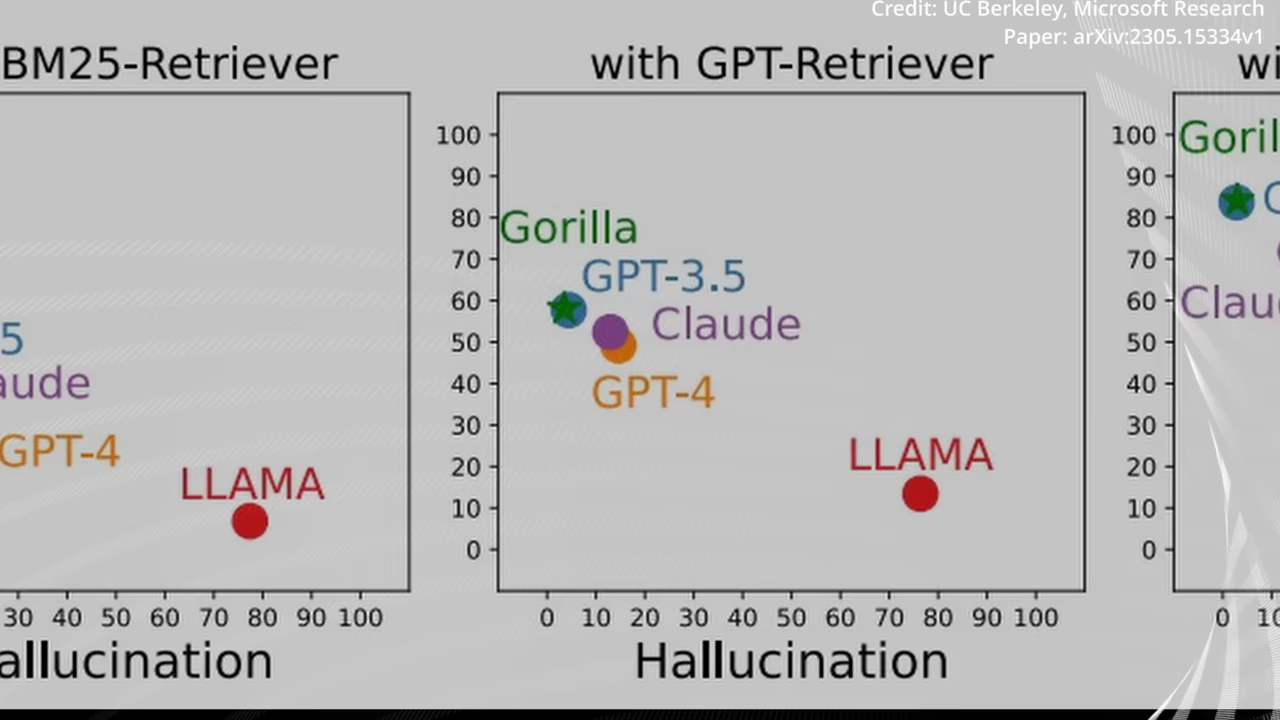 Credit: UC Berkeley, Microsoft Research
Paper: arXiv:2305.15334v1
BM25-Retriever
5
aude
GPT-4
LLAMA
30 40 50 60 70 80 90 100
allucination
with GPT-Retriever
100
90
80
70
60
50
40
30
20
10
0
Gorilla
GPT-3.5
Claude
GPT-4
LLAMA
0 10 20 30 40 50 60 70 80 90 100
Hallucination
wi
100
90
80
70
60
50
40
30
20
10
0
Goril
G
Clau
0 10